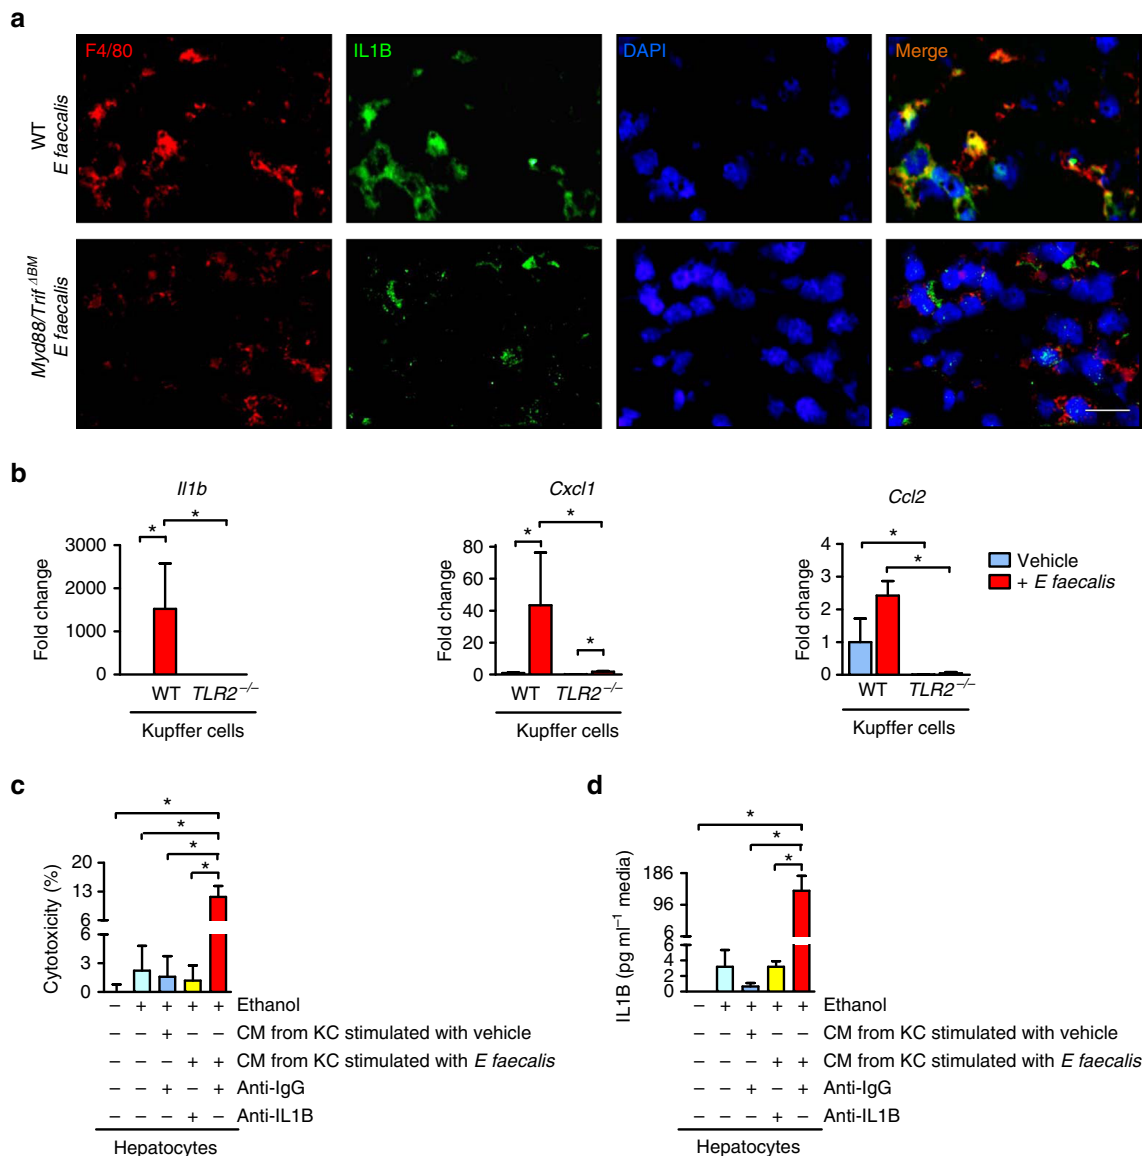 a
F4/80 IL1B DAPI Merge
WT
E faecalis
Myd88/Trif ΔBM
E faecalis
b
Il1b
* *
Fold change
3000
2000
1000
0
WT TLR2−/−
Kupffer cells
Cxcl1
* * *
Fold change
80
60
40
20
0
WT TLR2−/−
Kupffer cells
Ccl2
* *
Fold change
4
3
2
1
0
WT TLR2−/−
Kupffer cells
Vehicle
+ E faecalis
c
* * * *
Cytotoxicity (%)
20
13
6
6
3
0
− + + + + Ethanol
− − + − − CM from KC stimulated with vehicle
− − − + + CM from KC stimulated with E faecalis
− − + − + Anti-IgG
− − − + − Anti-IL1B
Hepatocytes
d
* * *
IL1B (pg ml−1 media)
186
96
6
6
4
2
0
− + + + + Ethanol
− − + − − CM from KC stimulated with vehicle
− − − + + CM from KC stimulated with E faecalis
− − + − + Anti-IgG
− − − + − Anti-IL1B
Hepatocytes